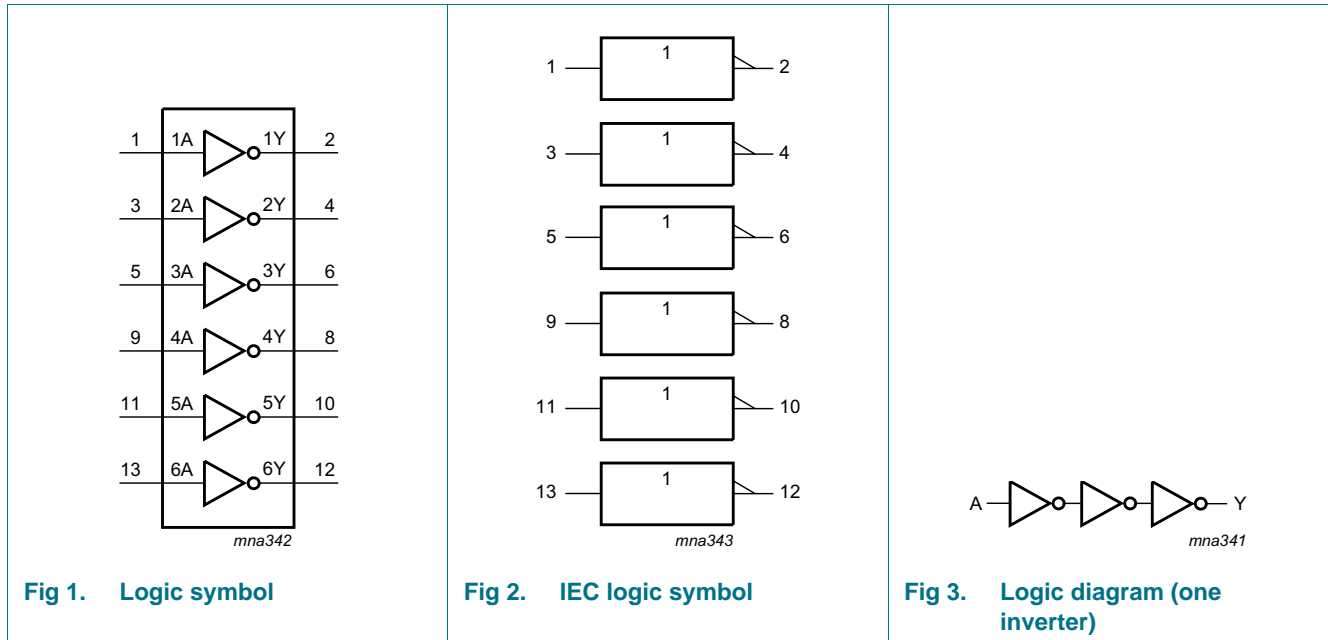 1 1A 1Y 2
3 2A 2Y 4
5 3A 3Y 6
9 4A 4Y 8
11 5A 5Y 10
13 6A 6Y 12
mna342
Fig 1. Logic symbol
1 1 2
3 1 4
5 1 6
9 1 8
11 1 10
13 1 12
mna343
Fig 2. IEC logic symbol
A Y
mna341
Fig 3. Logic diagram (one
inverter)